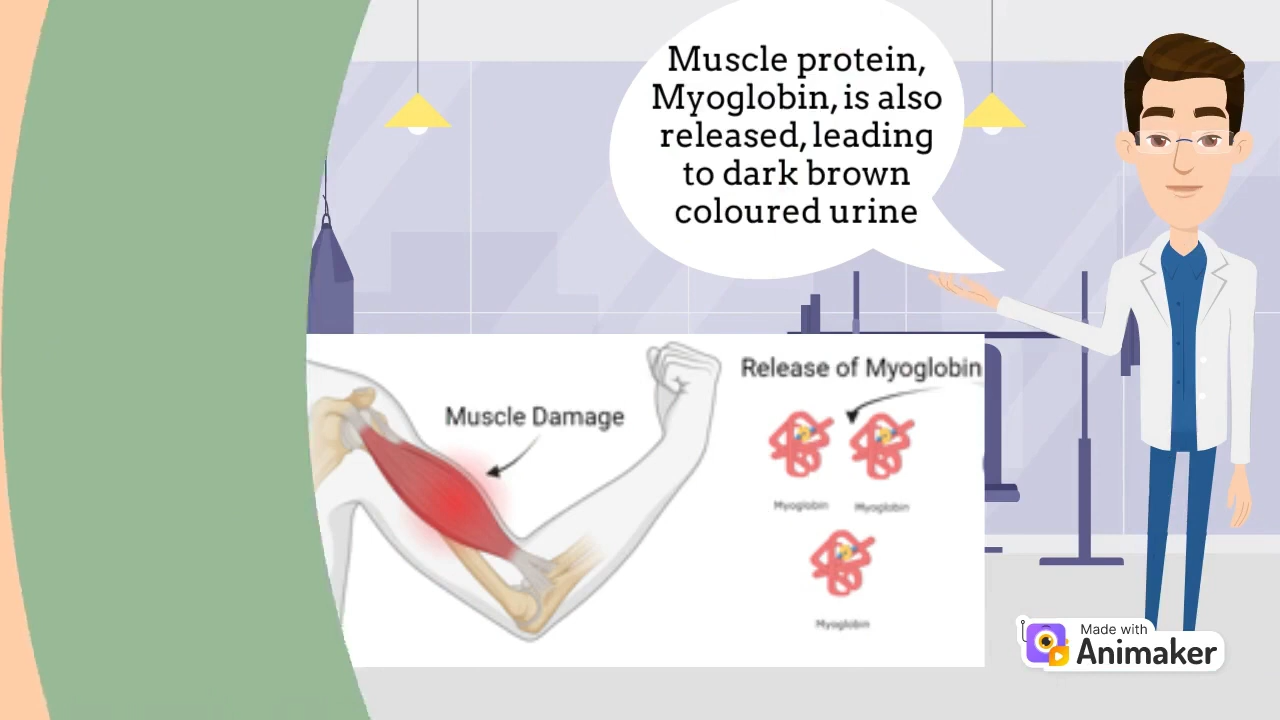 Muscle protein,
Myoglobin, is also
released, leading
to dark brown
coloured urine
Muscle Damage
Release of Myoglobin
Myoglobin
Myoglobin
Myoglobin
Made with
Animaker